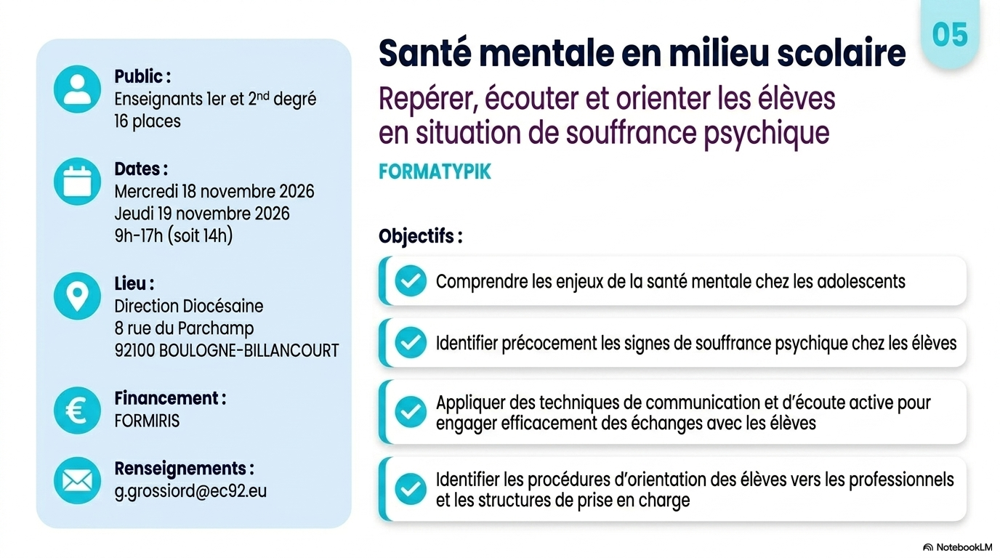 Public :
Enseignants 1er et 2nd degré
16 places
Dates :
Mercredi 18 novembre 2026
Jeudi 19 novembre 2026
9h-17h (soit 14h)
Lieu :
Direction Diocésaine
8 rue du Parchamp
92100 BOULOGNE-BILLANCOURT
€
Financement :
FORMIRIS
Renseignements :
g.grossiord@ec92.eu
05
Santé mentale en milieu scolaire
Repérer, écouter et orienter les élèves
en situation de souffrance psychique
FORMATYPIK
Objectifs :
Comprendre les enjeux de la santé mentale chez les adolescents
Identifier précocement les signes de souffrance psychique chez les élèves
Appliquer des techniques de communication et d'écoute active pour
engager efficacement des échanges avec les élèves
Identifier les procédures d'orientation des élèves vers les professionnels
et les structures de prise en charge
NotebookLM